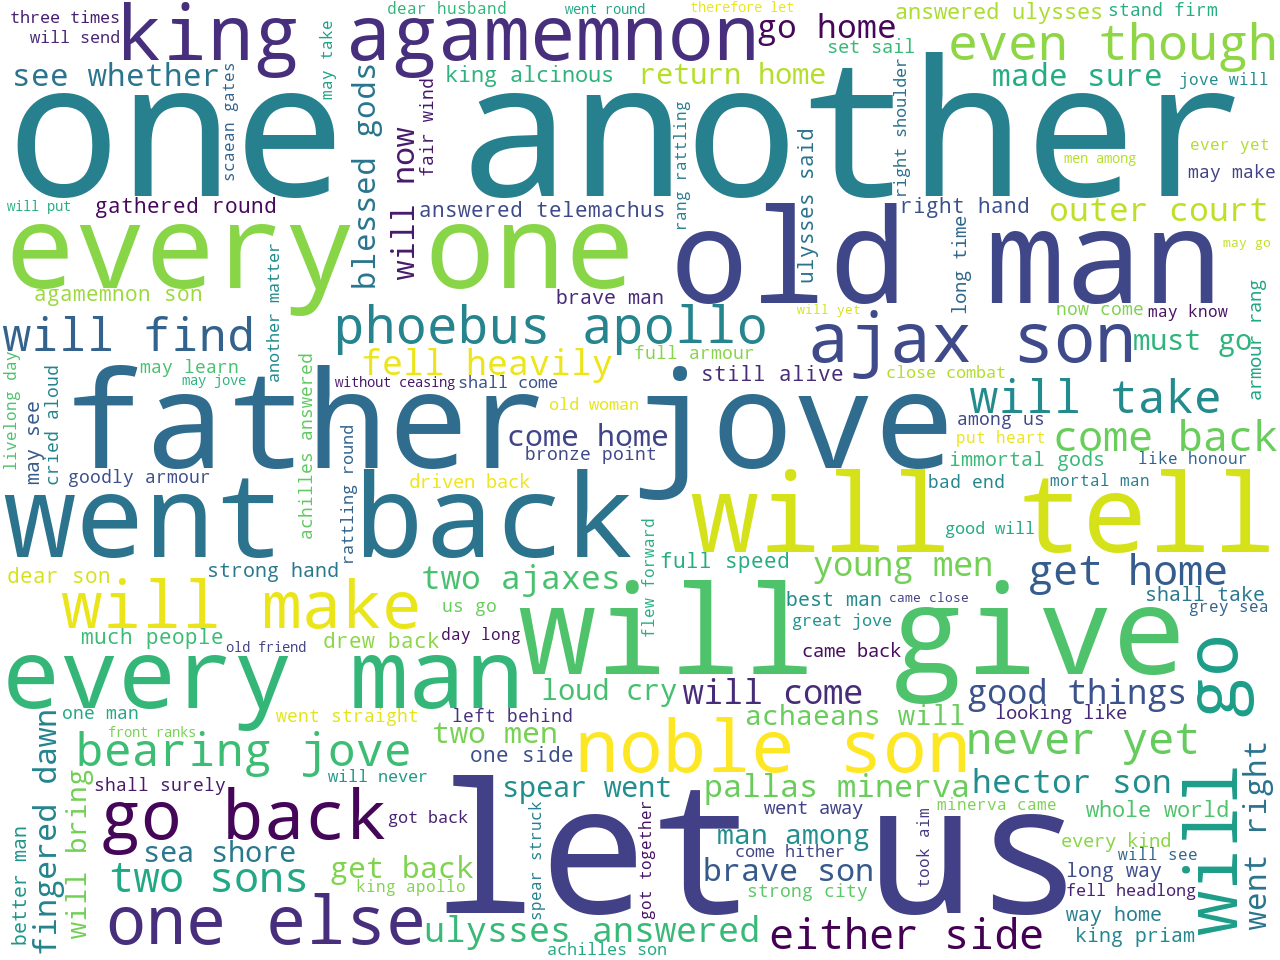 three times
dear husband
went round
therefore let
answered ulysses
stand firm
will send
king agamemnon
go home
even though
set sail
see whether
may take
king alcinous
return home
made sure
jove will
one another
scaean gates
blessed gods
will now
fair wind
rang rattling
ulysses said
right shoulder
ever yet
men among
may make
will put
gathered round
answered telemachus
right hand
outer court
every one
old man
long time
may go
another matter
agamemnon son
brave man
will yet
now come
may know
armour rang
will find
phoebus apollo
ajax son
must go
livelong day
may learn
fell heavily
full armour
may jove
without ceasing
shall come
still alive
close combat
will take
may see
cried aloud
father jove
old woman
among us
achilles answered
rattling round
come home
put heart
come back
bronze point
immortal gods
like honour
goodly armour
driven back
bad end
mortal man
went back
will tell
good will
flew forward
dear son
strong hand
two ajaxes
full speed
young men
get home
will make
us go
will give
best man
came close
shall take
great jove
grey sea
much people
old friend
drew back
day long
came back
every man
will go
loud cry
will come
good things
one man
went straight
left behind
achaeans will
looking like
front ranks
two men
fingered dawn
bearing jove
one side
noble son
never yet
went right
shall surely
will never
spear went
pallas minerva
hector son
will bring
go back
got back
let us
went away
minerva came
whole world
man among
every kind
sea shore
spear struck
got together
come hither
took aim
will see
better man
two sons
get back
brave son
long way
king apollo
strong city
fell headlong
one else
ulysses answered
either side
way home
king priam
achilles son